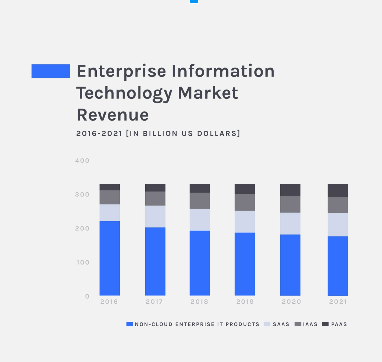 Enterprise Information
Technology Market
Revenue
2016-2021 [IN BILLION US DOLLARS]
400
300
200
100
0
2016 2017 2018 2019 2020 2021
NON-CLOUD ENTERPRISE IT PRODUCTS SAAS IAAS PAAS